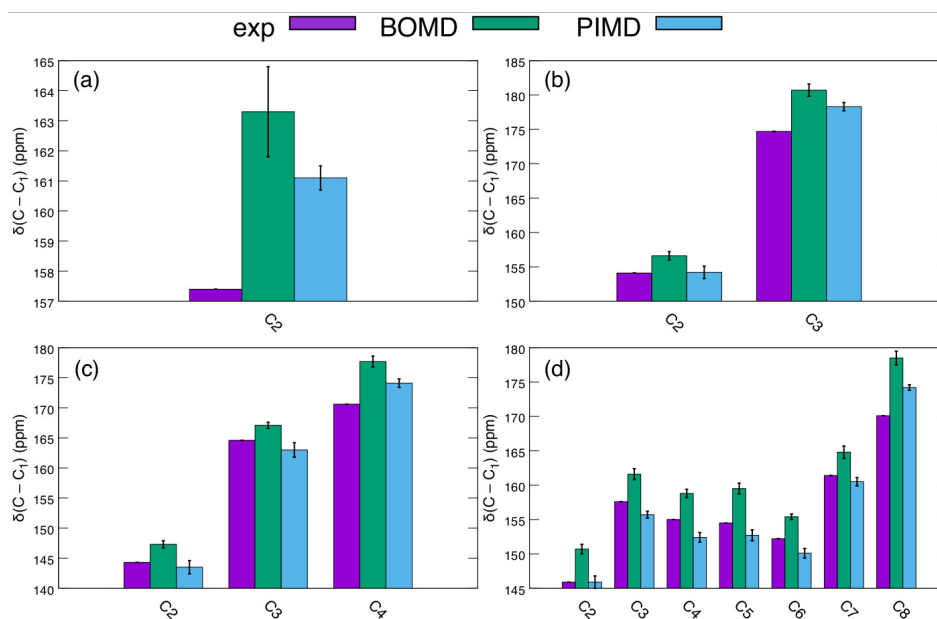 exp BOMD PIMD
(a)
δ(C − C₁) (ppm)
165
164
163
162
161
160
159
158
157
C2
(b)
δ(C − C₁) (ppm)
185
180
175
170
165
160
155
150
C2 C3
(c)
δ(C − C₁) (ppm)
180
175
170
165
160
155
150
145
140
C2 C3 C4
(d)
δ(C − C₁) (ppm)
180
175
170
165
160
155
150
145
C2 C3 C4 C5 C6 C7 C8